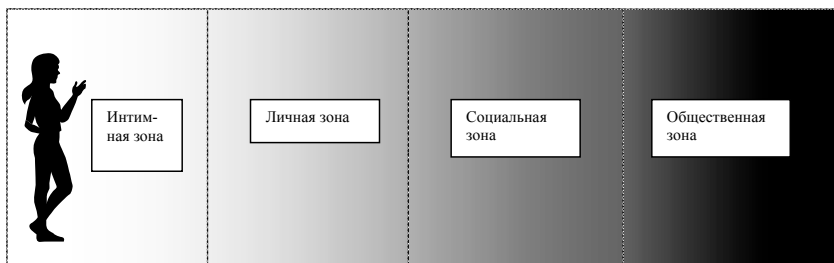 Интим-
ная зона
Личная зона
Социальная
зона
Общественная
зона